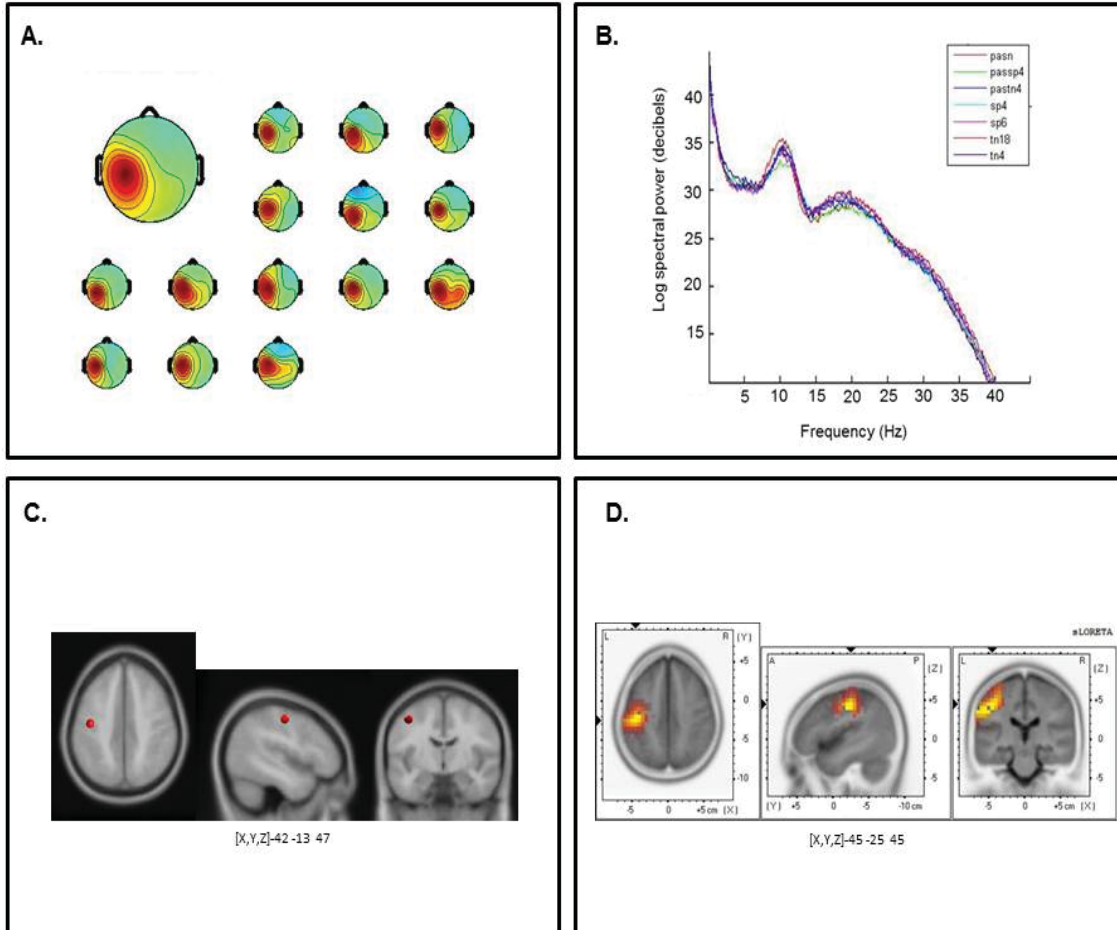 A.
B.
Log spectral power (decibels)
40
35
30
25
20
15
5 10 15 20 25 30 35 40
Frequency (Hz)
pasn
passp4
pastn4
sp4
sp6
tn18
tn4
C.
[X,Y,Z]-42 -13 47
D.
sLORETA
L R [Y]
+5
0
-5
-10
-5 0 +5 cm [X]
A P [Z]
+5
0
-5
[Y] +5 0 -5 -10 cm
L R [Z]
+5
0
-5
-5 0 +5 cm [X]
[X,Y,Z]-45 -25 45